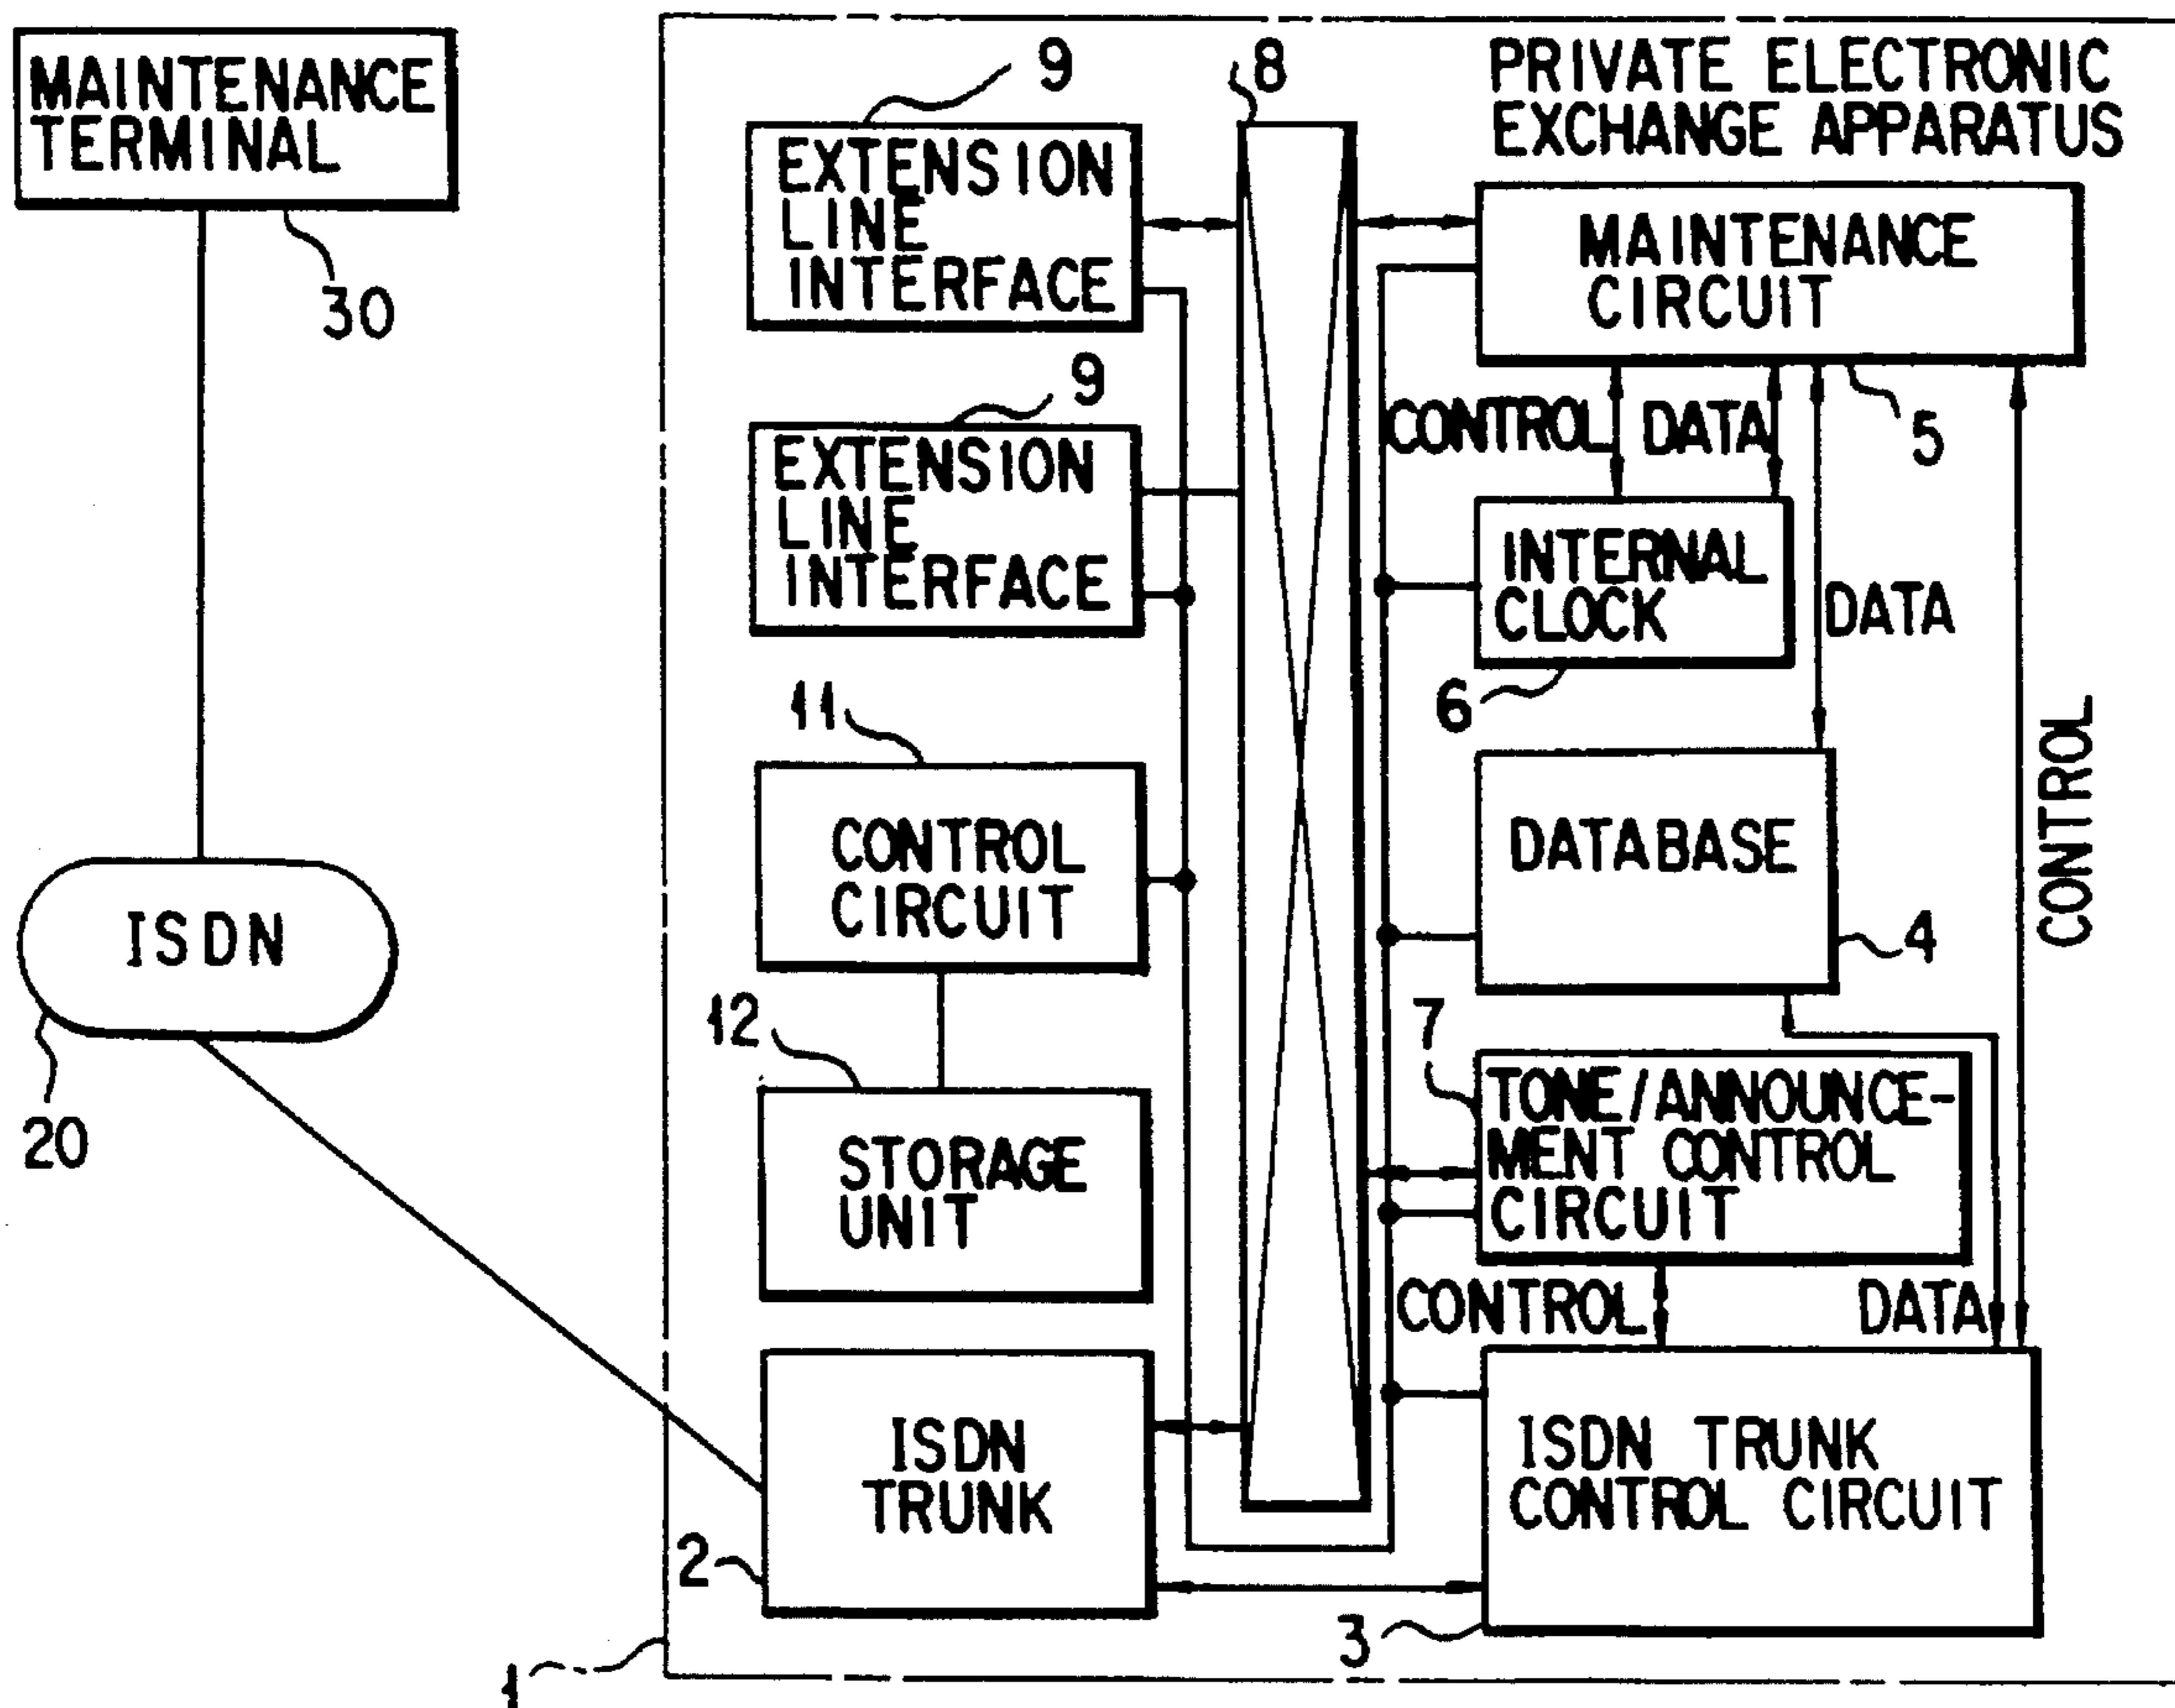 MAINTENANCE
TERMINAL
30
ISDN
20
1
PRIVATE ELECTRONIC
EXCHANGE APPARATUS
9
EXTENSION
LINE
INTERFACE
9
EXTENSION
LINE
INTERFACE
11
CONTROL
CIRCUIT
12
STORAGE
UNIT
ISDN
TRUNK
2
8
MAINTENANCE
CIRCUIT
5
CONTROL
DATA
INTERNAL
CLOCK
6
DATA
CONTROL
DATABASE
4
7
TONE/ANNOUNCE-
MENT CONTROL
CIRCUIT
CONTROL
DATA
ISDN TRUNK
CONTROL CIRCUIT
3